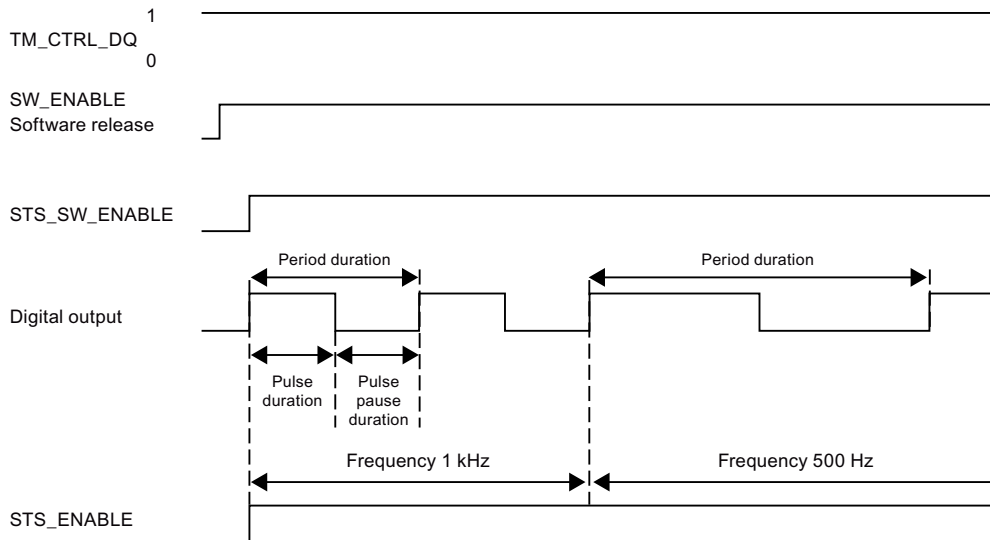 1
TM_CTRL_DQ
0
SW_ENABLE
Software release
STS_SW_ENABLE
Period duration
Period duration
Digital output
Pulse
duration
Pulse
pause
duration
Frequency 1 kHz
Frequency 500 Hz
STS_ENABLE